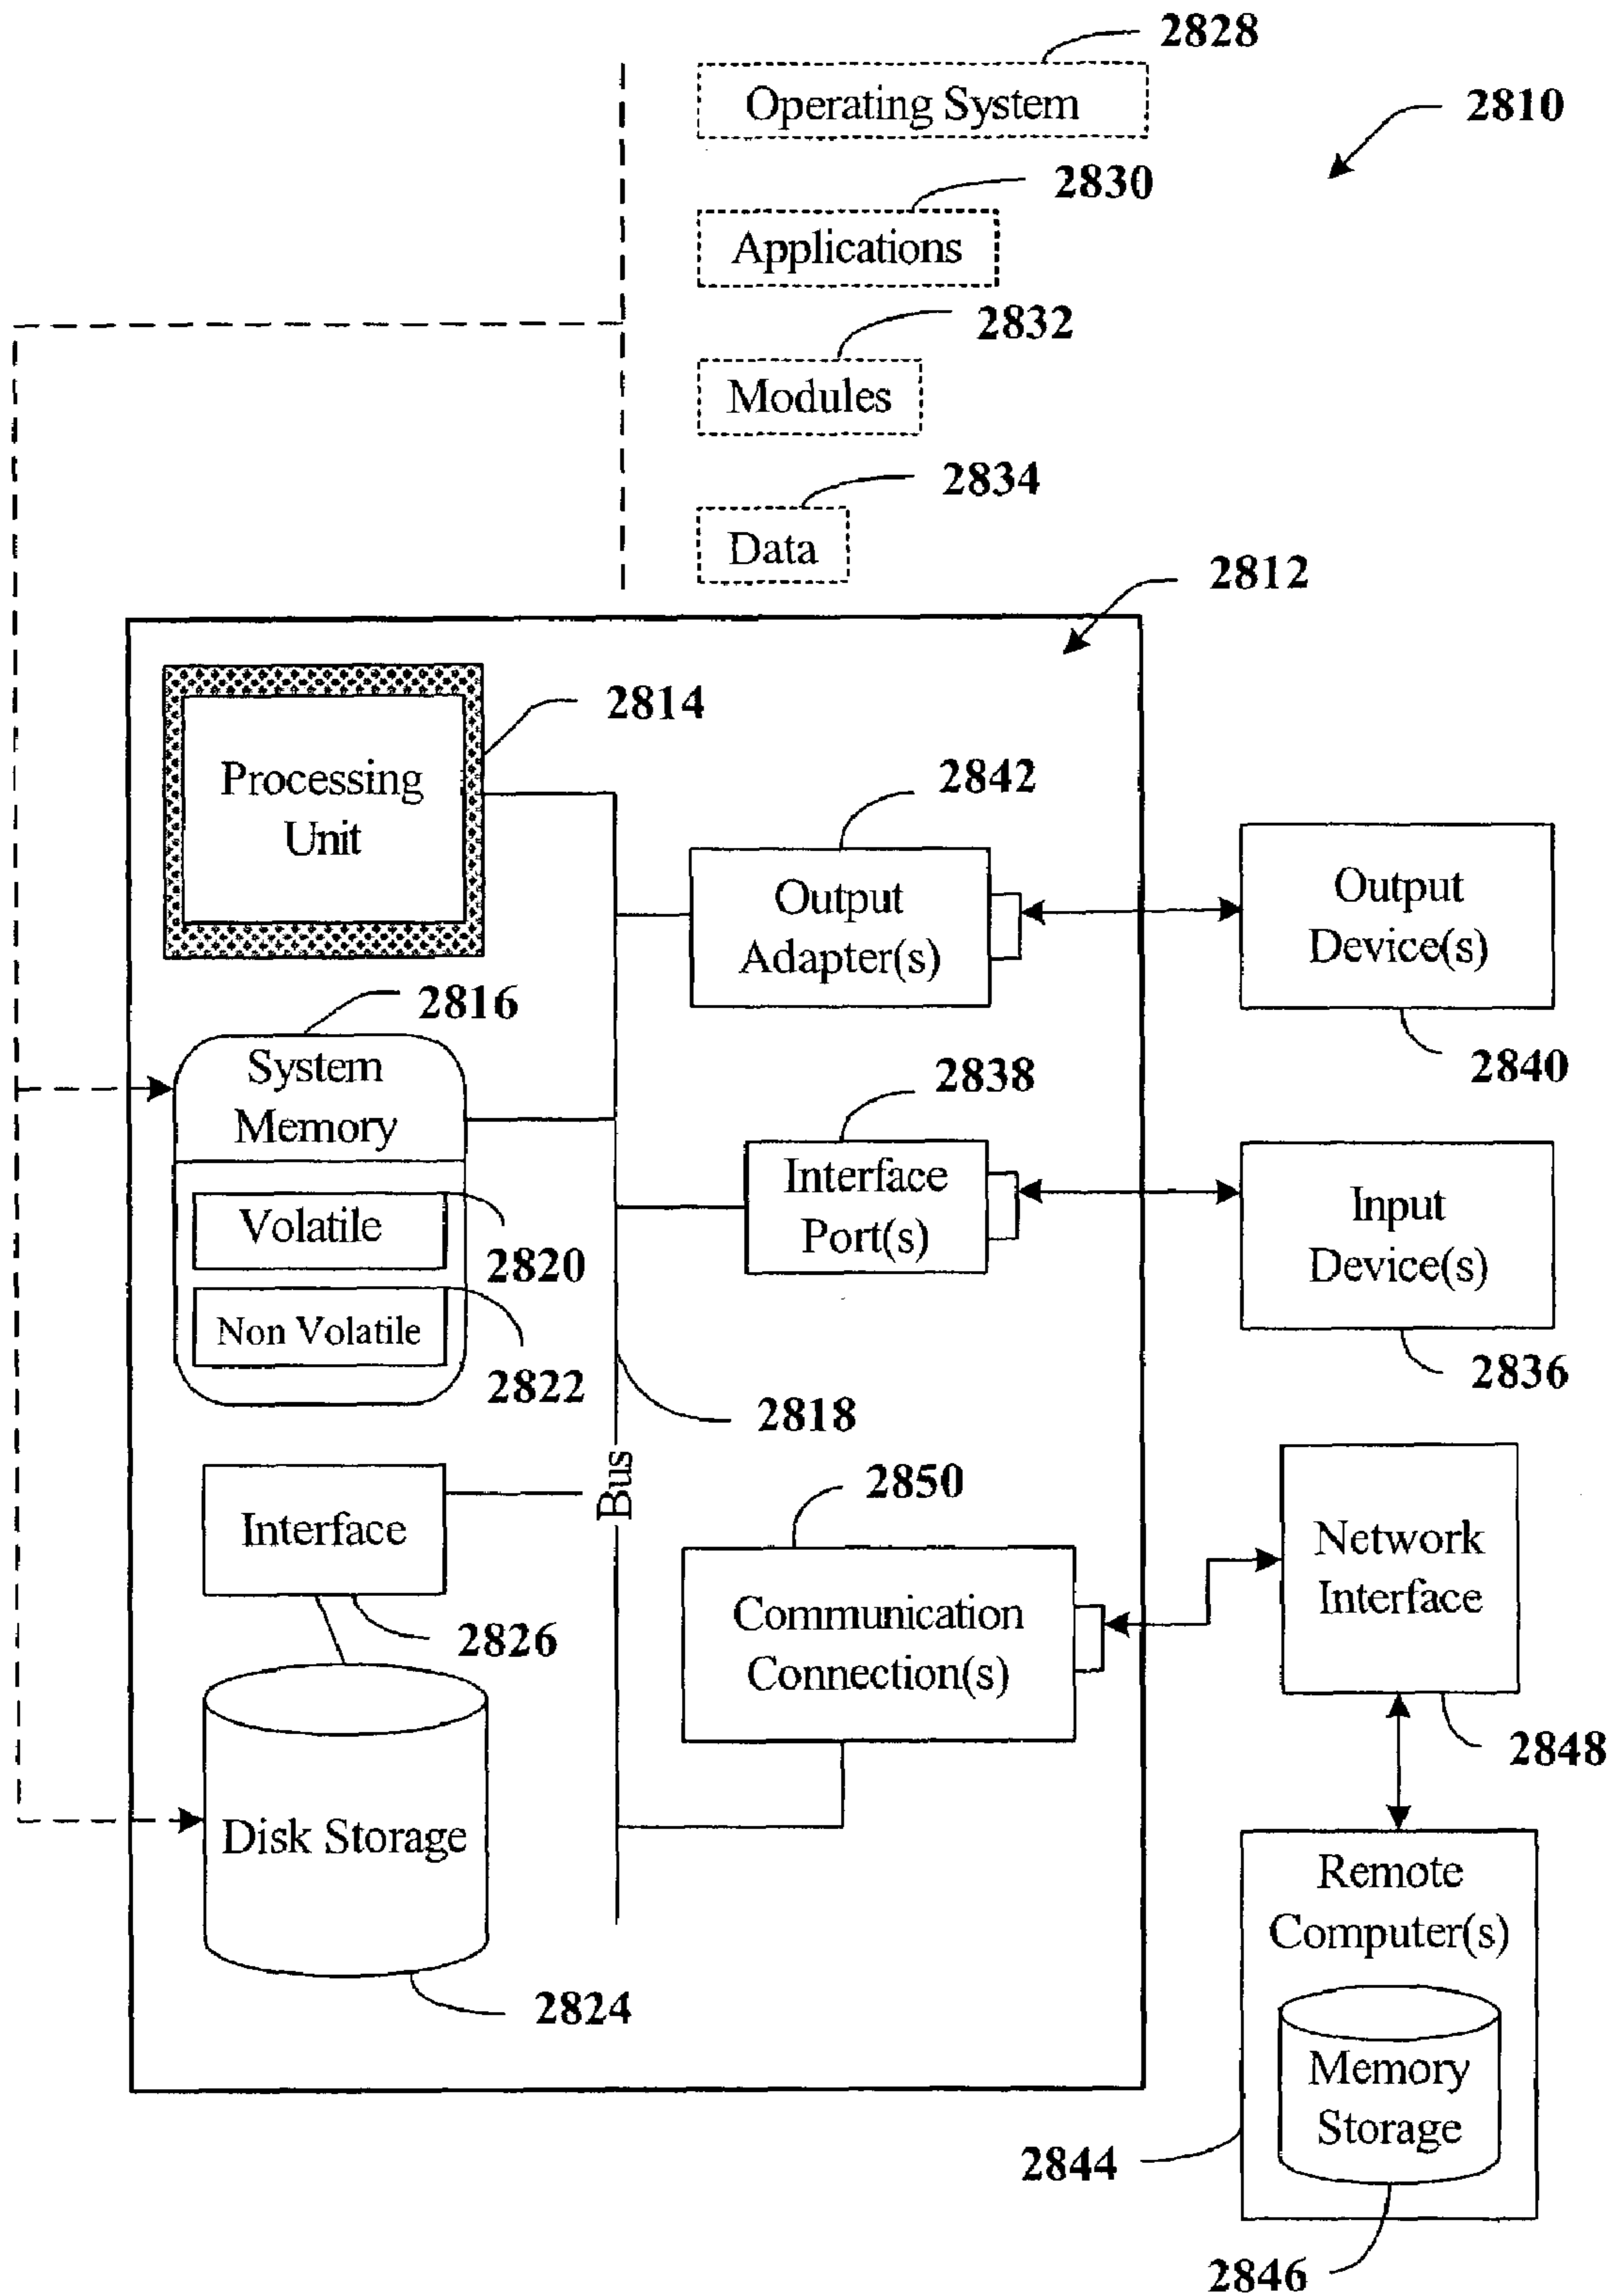 2828
Operating System
2810
2830
Applications
2832
Modules
2834
Data
2812
2814
Processing
Unit
2842
Output
Adapter(s)
Output
Device(s)
2840
2816
System
Memory
2838
Interface
Port(s)
Input
Device(s)
2836
Volatile
2820
Non Volatile
2822
2818
Bus
2850
Interface
2826
Communication
Connection(s)
Network
Interface
2848
Disk Storage
2824
Remote
Computer(s)
Memory
Storage
2844
2846